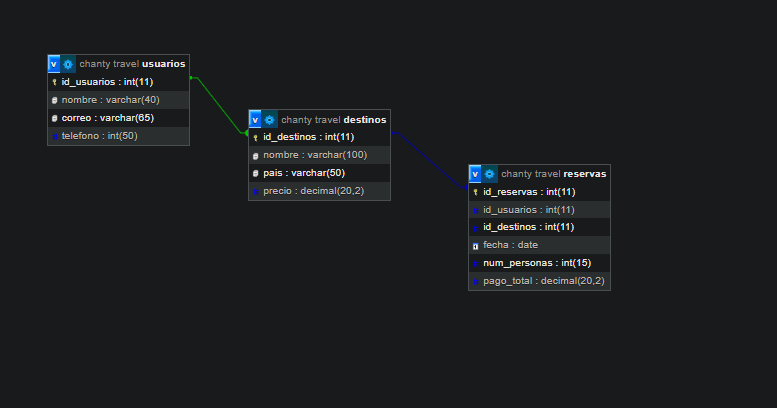 v chanty travel usuarios
id_usuarios : int(11)
nombre : varchar(40)
correo : varchar(65)
telefono : int(50)
v chanty travel destinos
id_destinos : int(11)
nombre : varchar(100)
pais : varchar(50)
precio : decimal(20,2)
v chanty travel reservas
id_reservas : int(11)
id_usuarios : int(11)
id_destinos : int(11)
fecha : date
num_personas : int(15)
pago_total : decimal(20,2)